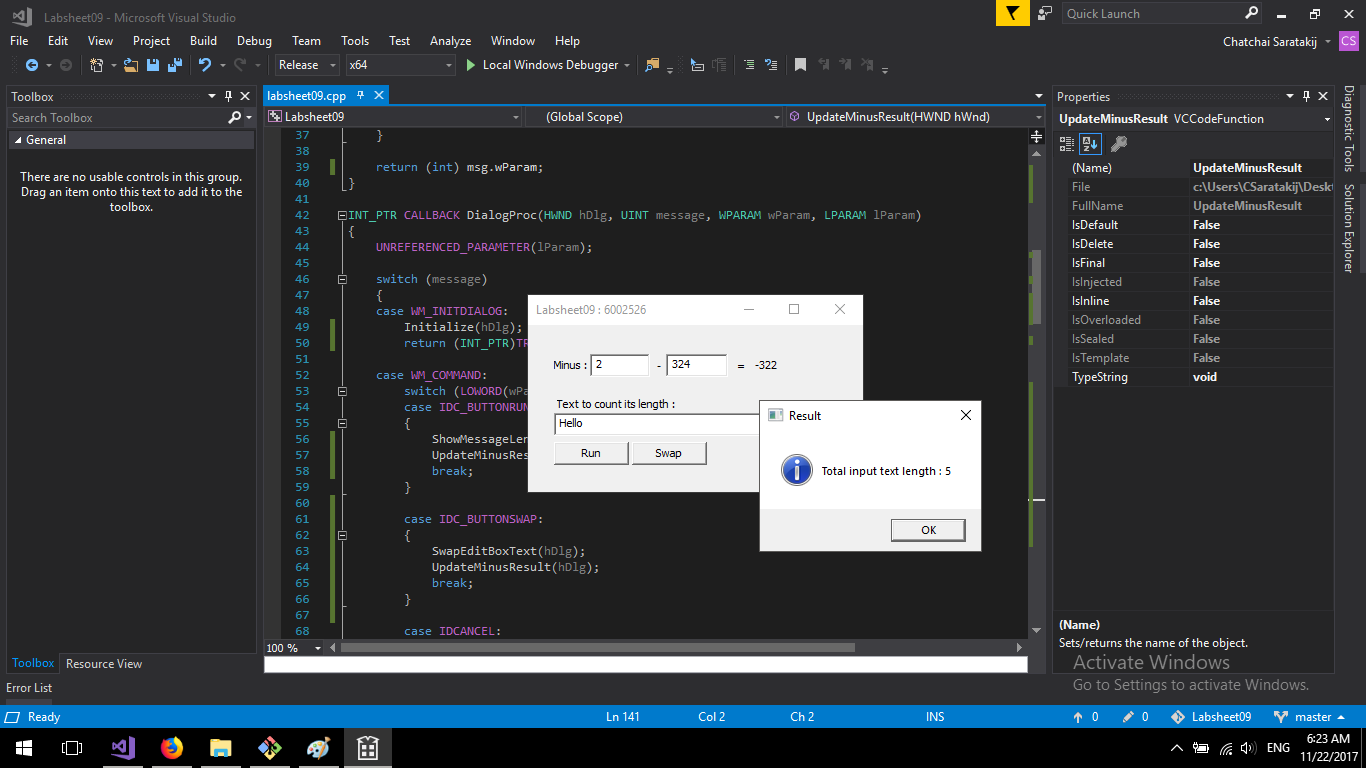 Labsheet09 - Microsoft Visual Studio
Quick Launch
File Edit View Project Build Debug Team Tools Test Analyze Window Help
Chatchai Saratakij
CS
Release
x64
Local Windows Debugger
Toolbox
Search Toolbox
General
There are no usable controls in this group.
Drag an item onto this text to add it to the
toolbox.
Toolbox
Resource View
Error List
labsheet09.cpp
Labsheet09
(Global Scope)
UpdateMinusResult(HWND hWnd)
37 }
38
39 return (int) msg.wParam;
40 }
41
42 INT_PTR CALLBACK DialogProc(HWND hDlg, UINT message, WPARAM wParam, LPARAM lParam)
43 {
44 UNREFERENCED_PARAMETER(lParam);
45
46 switch (message)
47 {
48 case WM_INITDIALOG:
49 Initialize(hDlg);
50 return (INT_PTR)TR
51
52 case WM_COMMAND:
53 switch (LOWORD(wPa
54 case IDC_BUTTONRUN
55 {
56 ShowMessageLen
57 UpdateMinusRes
58 break;
59 }
60
61 case IDC_BUTTONSWAP:
62 {
63 SwapEditBoxText(hDlg);
64 UpdateMinusResult(hDlg);
65 break;
66 }
67
68 case IDCANCEL:
100 %
Labsheet09 : 6002526
Minus : 2 - 324 = -322
Text to count its length :
Hello
Run
Swap
Result
Total input text length : 5
OK
Properties
UpdateMinusResult VCCodeFunction
(Name) UpdateMinusResult
File c:\Users\CSaratakij\Deskt
FullName UpdateMinusResult
IsDefault False
IsDelete False
IsFinal False
IsInjected False
IsInline False
IsOverloaded False
IsSealed False
IsTemplate False
TypeString void
(Name)
Sets/returns the name of the object.
Activate Windows
Go to Settings to activate Windows.
Diagnostic Tools
Solution Explorer
Ready
Ln 141
Col 2
Ch 2
INS
0
0
Labsheet09
master
ENG
6:23 AM
11/22/2017